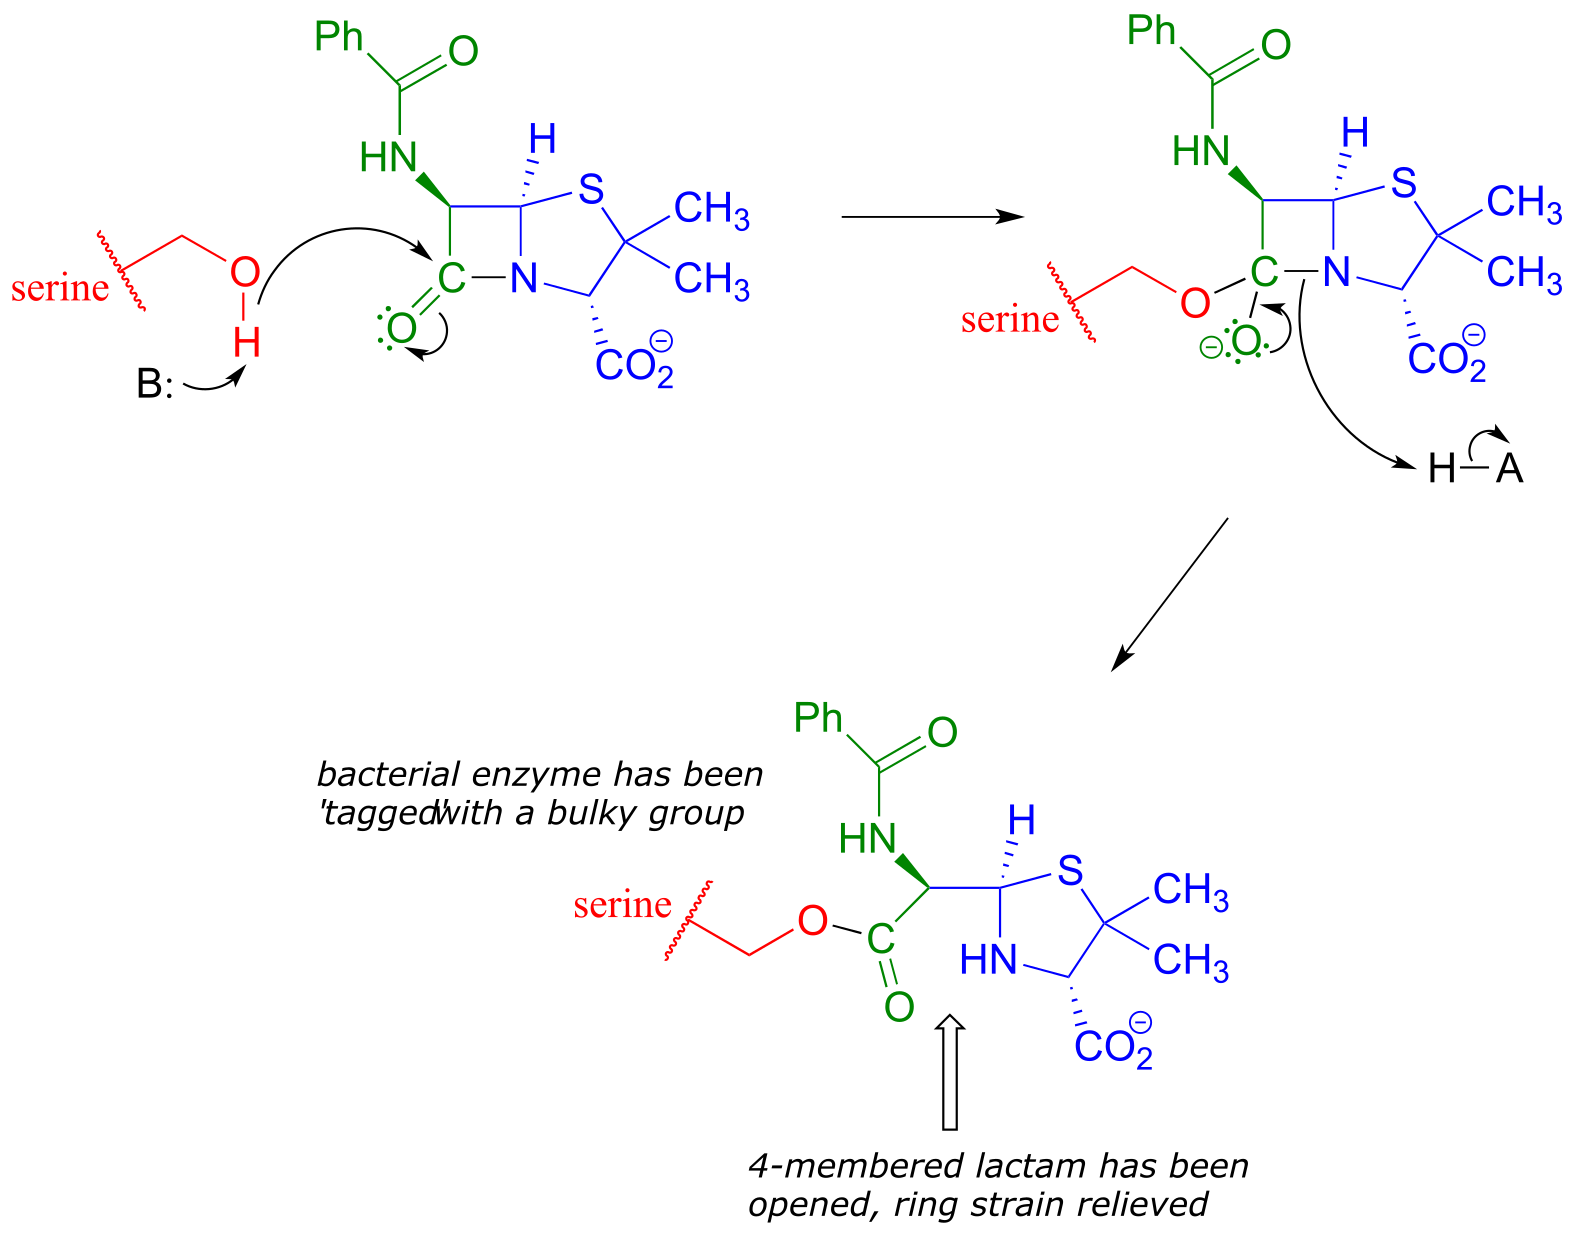 Ph
O
HN
H
S
CH3
CH3
C
N
O
CO2⊖
serine
O
H
B:
Ph
O
HN
H
S
CH3
CH3
C
N
serine
O
⊖O
CO2⊖
H
A
Ph
O
HN
H
S
CH3
CH3
HN
C
O
CO2⊖
serine
O
bacterial enzyme has been
'tagged'with a bulky group
4-membered lactam has been
opened, ring strain relieved